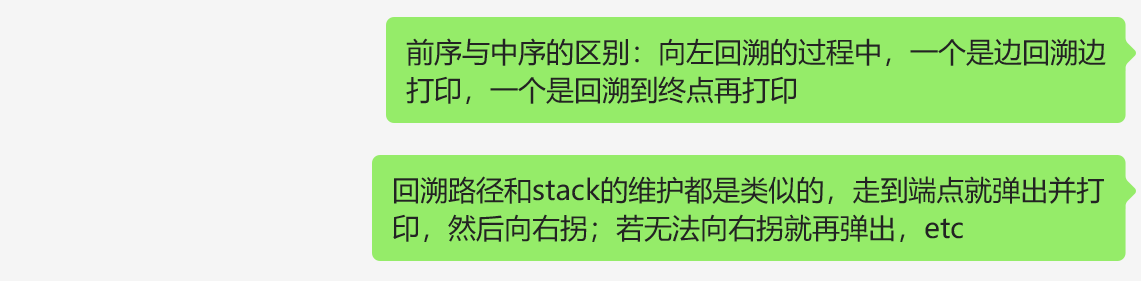 前序与中序的区别：向左回溯的过程中，一个是边回溯边
打印，一个是回溯到终点再打印
回溯路径和stack的维护都是类似的，走到端点就弹出并打
印，然后向右拐；若无法向右拐就再弹出，etc